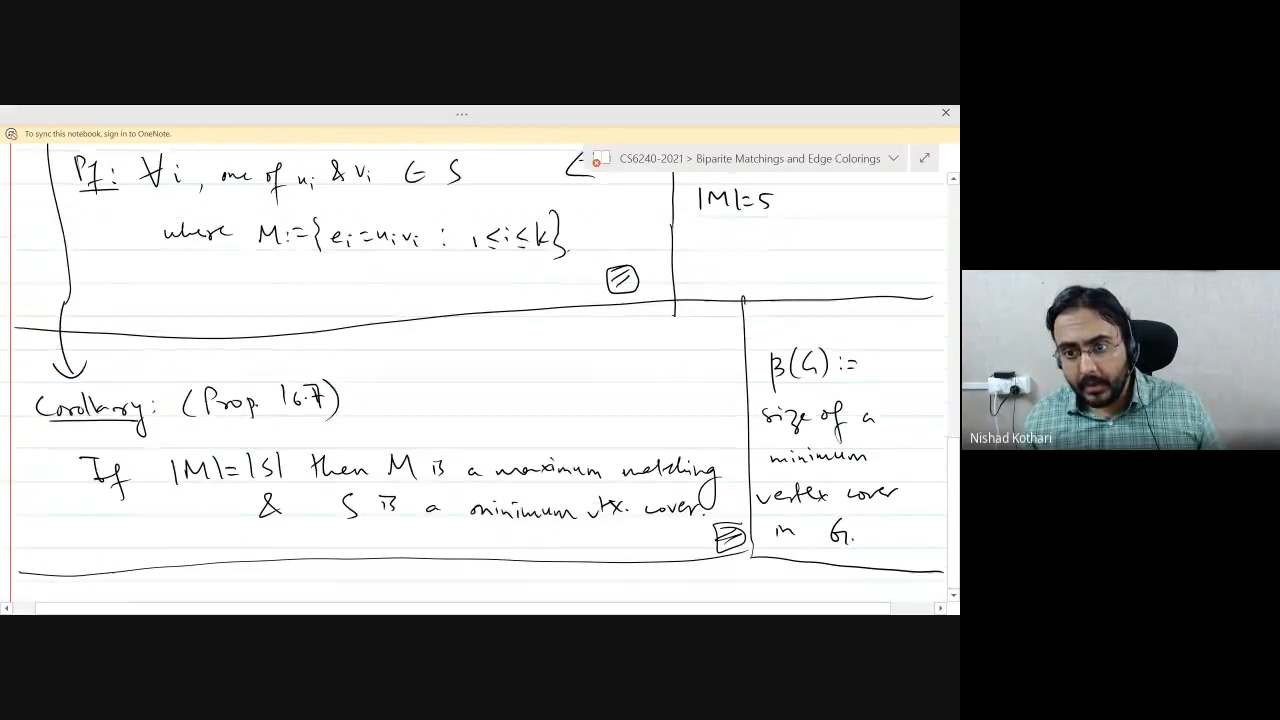 ...
To sync this notebook, sign in to OneNote.
CS6240-2021 > Biparite Matchings and Edge Colorings
Pf: ∀i, one of ui & vi ∈ S
where M:={ei=uivi : 1≤i≤k}.
|M|=5
Corollary: (Prop. 16.7)
If |M|=|S| then M is a maximum matching
& S is a minimum vtx. cover.
β(G):=
size of a
minimum
vertex cover
in G.
Nishad Kothari